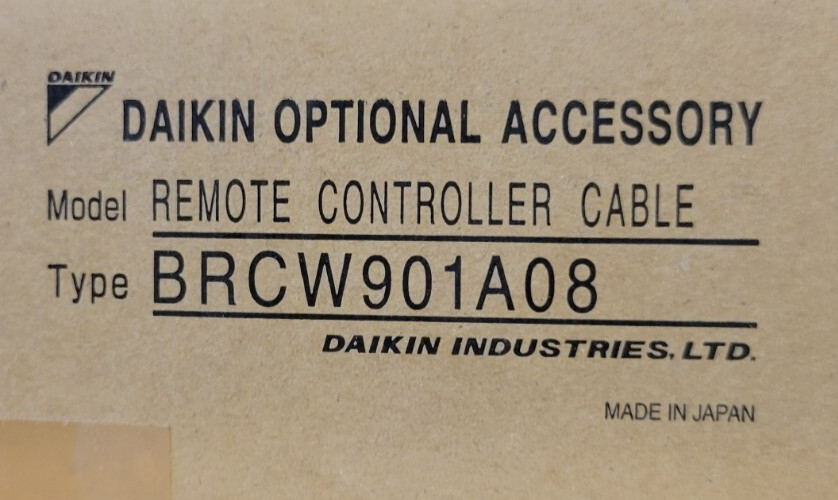 DAIKIN
DAIKIN OPTIONAL ACCESSORY
Model REMOTE CONTROLLER CABLE
Type BRCW901A08
DAIKIN INDUSTRIES, LTD.
MADE IN JAPAN